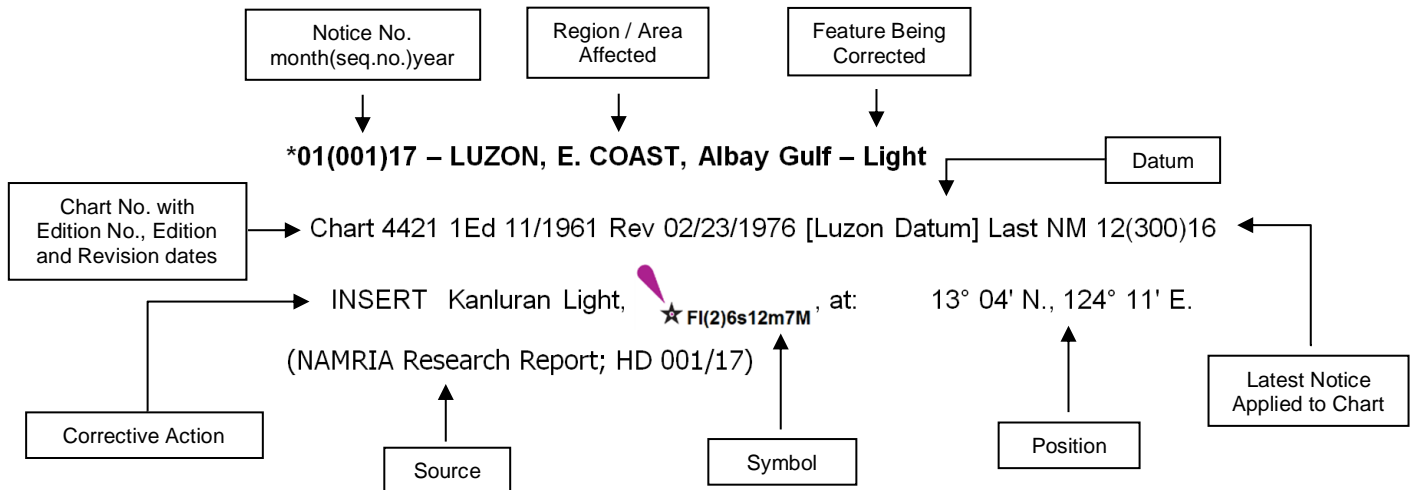 Notice No.
month(seq.no.)year
Region / Area
Affected
Feature Being
Corrected
*01(001)17 – LUZON, E. COAST, Albay Gulf – Light
Datum
Chart No. with
Edition No., Edition
and Revision dates
Chart 4421 1Ed 11/1961 Rev 02/23/1976 [Luzon Datum] Last NM 12(300)16
INSERT Kanluran Light, Fl(2)6s12m7M, at: 13° 04' N., 124° 11' E.
(NAMRIA Research Report; HD 001/17)
Latest Notice
Applied to Chart
Corrective Action
Source
Symbol
Position